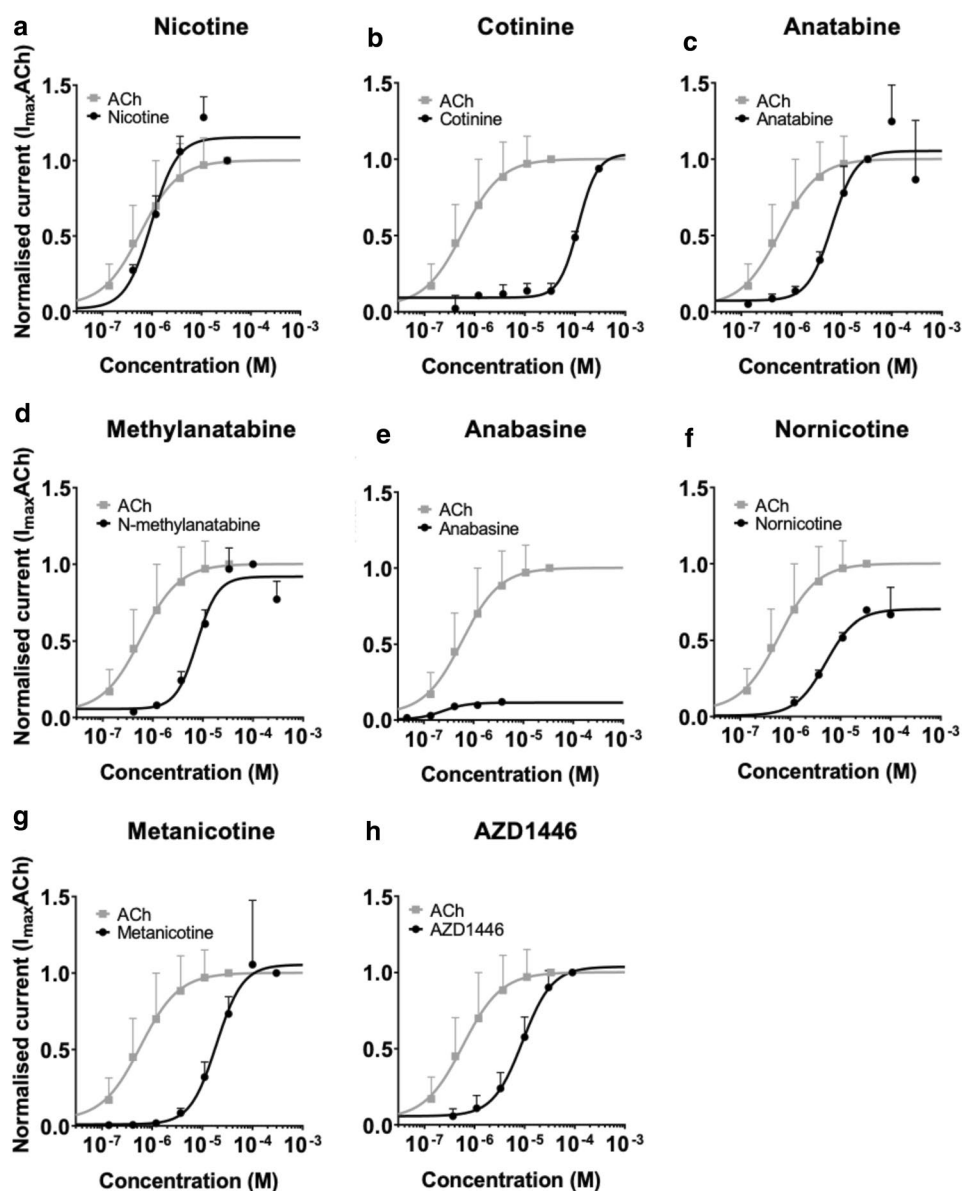 a Nicotine
Normalised current (ImaxACh)
1.5
1.0
0.5
0.0
ACh
Nicotine
10-7 10-6 10-5 10-4 10-3
Concentration (M)
b Cotinine
1.5
1.0
0.5
0.0
ACh
Cotinine
10-7 10-6 10-5 10-4 10-3
Concentration (M)
c Anatabine
1.5
1.0
0.5
0.0
ACh
Anatabine
10-7 10-6 10-5 10-4 10-3
Concentration (M)
d Methylanatabine
Normalised current (ImaxACh)
1.5
1.0
0.5
0.0
ACh
N-methylanatabine
10-7 10-6 10-5 10-4 10-3
Concentration (M)
e Anabasine
1.5
1.0
0.5
0.0
ACh
Anabasine
10-7 10-6 10-5 10-4 10-3
Concentration (M)
f Nornicotine
1.5
1.0
0.5
0.0
ACh
Nornicotine
10-7 10-6 10-5 10-4 10-3
Concentration (M)
g Metanicotine
Normalised current (ImaxACh)
1.5
1.0
0.5
0.0
ACh
Metanicotine
10-7 10-6 10-5 10-4 10-3
Concentration (M)
h AZD1446
1.5
1.0
0.5
0.0
ACh
AZD1446
10-7 10-6 10-5 10-4 10-3
Concentration (M)